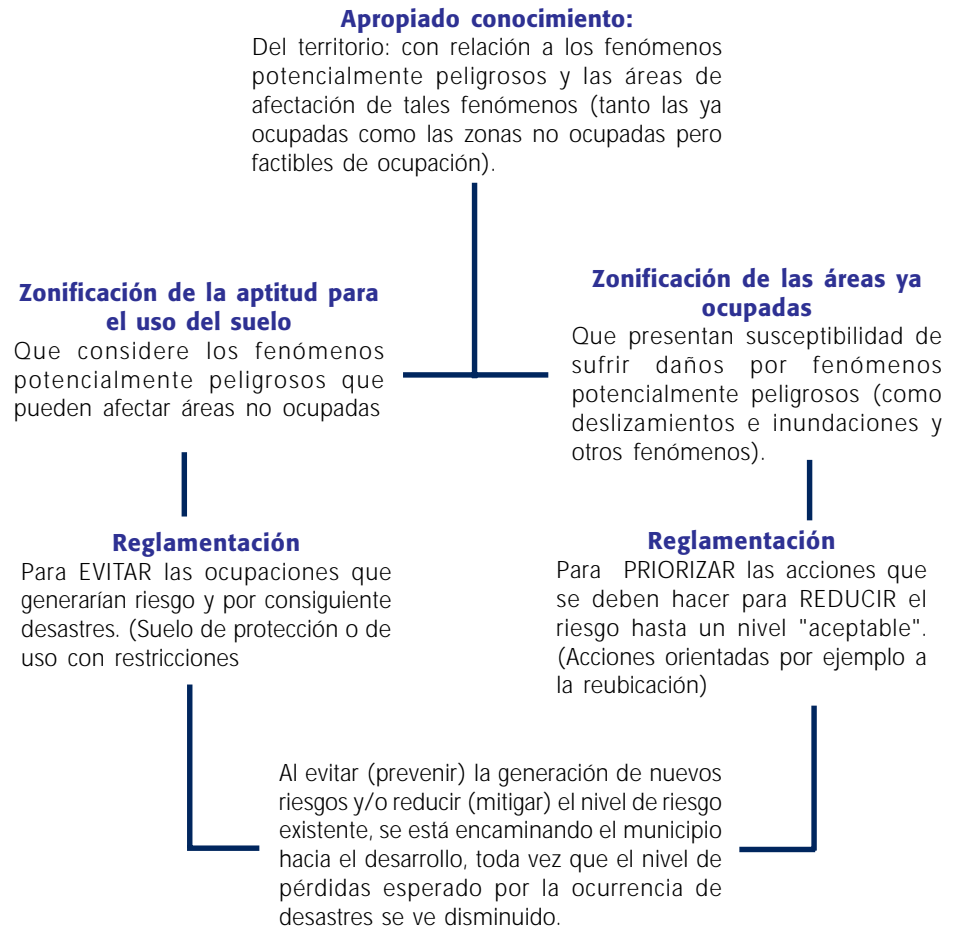 Apropiado conocimiento:
Del territorio: con relación a los fenómenos
potencialmente peligrosos y las áreas de
afectación de tales fenómenos (tanto las ya
ocupadas como las zonas no ocupadas pero
factibles de ocupación).
Zonificación de la aptitud para
el uso del suelo
Que considere los fenómenos
potencialmente peligrosos que
pueden afectar áreas no ocupadas
Zonificación de las áreas ya
ocupadas
Que presentan susceptibilidad de
sufrir daños por fenómenos
potencialmente peligrosos (como
deslizamientos e inundaciones y
otros fenómenos).
Reglamentación
Para EVITAR las ocupaciones que
generarían riesgo y por consiguiente
desastres. (Suelo de protección o de
uso con restricciones
Reglamentación
Para PRIORIZAR las acciones que
se deben hacer para REDUCIR el
riesgo hasta un nivel "aceptable".
(Acciones orientadas por ejemplo a
la reubicación)
Al evitar (prevenir) la generación de nuevos
riesgos y/o reducir (mitigar) el nivel de riesgo
existente, se está encaminando el municipio
hacia el desarrollo, toda vez que el nivel de
pérdidas esperado por la ocurrencia de
desastres se ve disminuido.